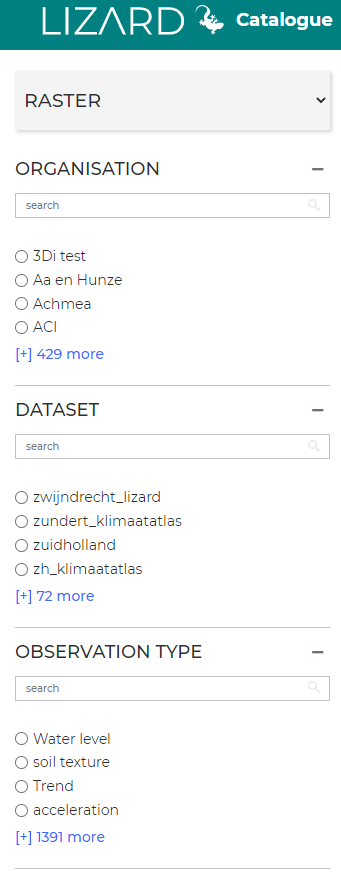 LIZARD Catalogue
RASTER
ORGANISATION
search
3Di test
Aa en Hunze
Achmea
ACI
[+] 429 more
DATASET
search
zwijndrecht_lizard
zundert_klimaatatlas
zuidholland
zh_klimaatatlas
[+] 72 more
OBSERVATION TYPE
search
Water level
soil texture
Trend
acceleration
[+] 1391 more